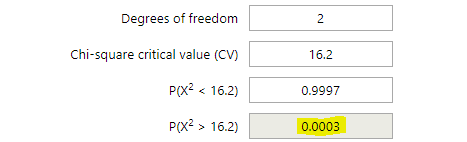 Degrees of freedom 2
Chi-square critical value (CV) 16.2
P(X² < 16.2) 0.9997
P(X² > 16.2) 0.0003